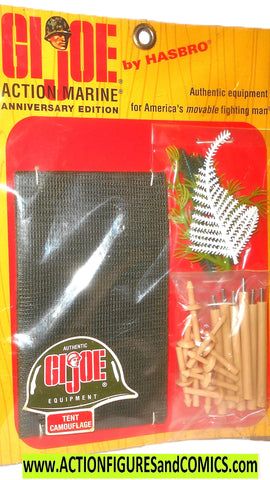 GI JOE
by HASBRO®
ACTION MARINE®
ANNIVERSARY EDITION
Authentic equipment
for America's movable fighting man
AUTHENTIC
GI JOE®
EQUIPMENT
TENT
CAMOUFLAGE
www.ACTIONFIGURESandCOMICS.com